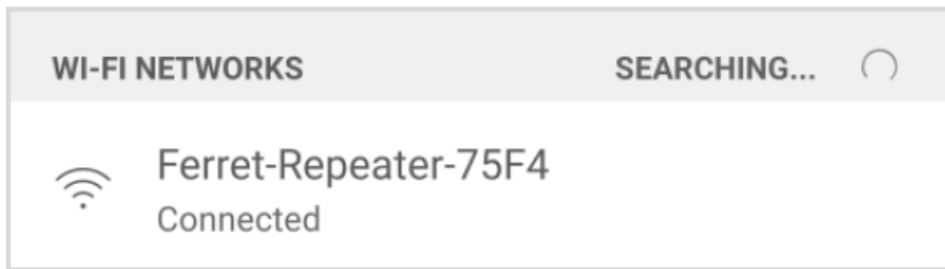 WI-FI NETWORKS SEARCHING...
Ferret-Repeater-75F4
Connected